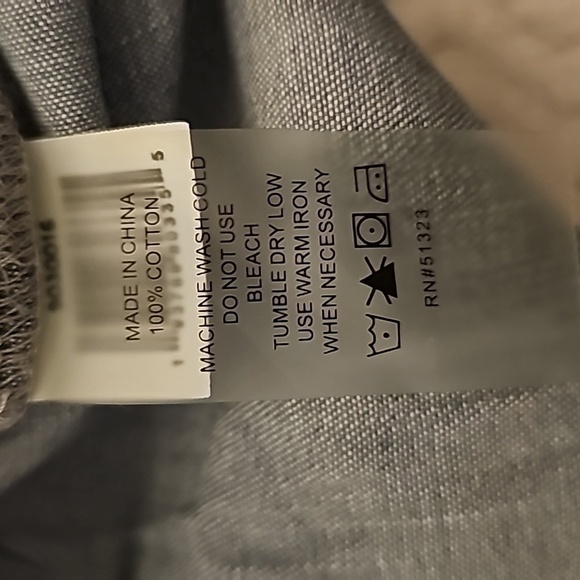 MADE IN CHINA
100% COTTON
MACHINE WASH COLD
DO NOT USE
BLEACH
TUMBLE DRY LOW
USE WARM IRON
WHEN NECESSARY
RN#51323